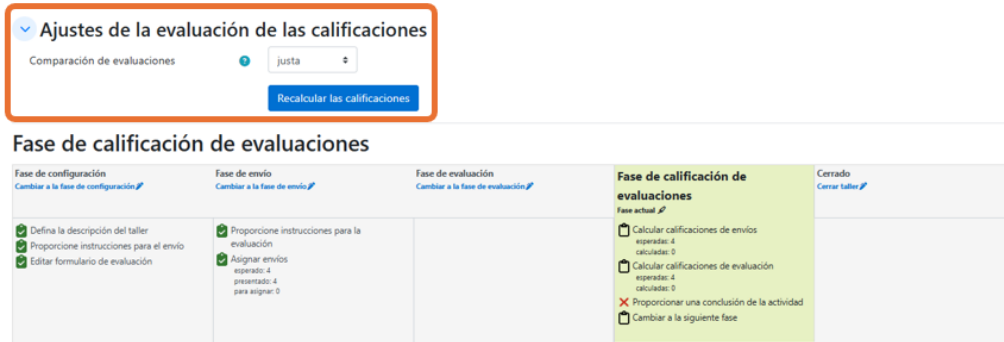 Ajustes de la evaluación de las calificaciones
Comparación de evaluaciones
?
justa
Recalcular las calificaciones
Fase de calificación de evaluaciones
Fase de configuración
Cambiar a la fase de configuración
Defina la descripción del taller
Proporcione instrucciones para el envío
Editar formulario de evaluación
Fase de envío
Cambiar a la fase de envío
Proporcione instrucciones para la
evaluación
Asignar envíos
esperado: 4
presentado: 4
para asignar: 0
Fase de evaluación
Cambiar a la fase de evaluación
Fase de calificación de
evaluaciones
Fase actual
Calcular calificaciones de envíos
esperadas: 4
calculadas: 0
Calcular calificaciones de evaluación
esperadas: 4
calculadas: 0
Proporcionar una conclusión de la actividad
Cambiar a la siguiente fase
Cerrado
Cerrar taller